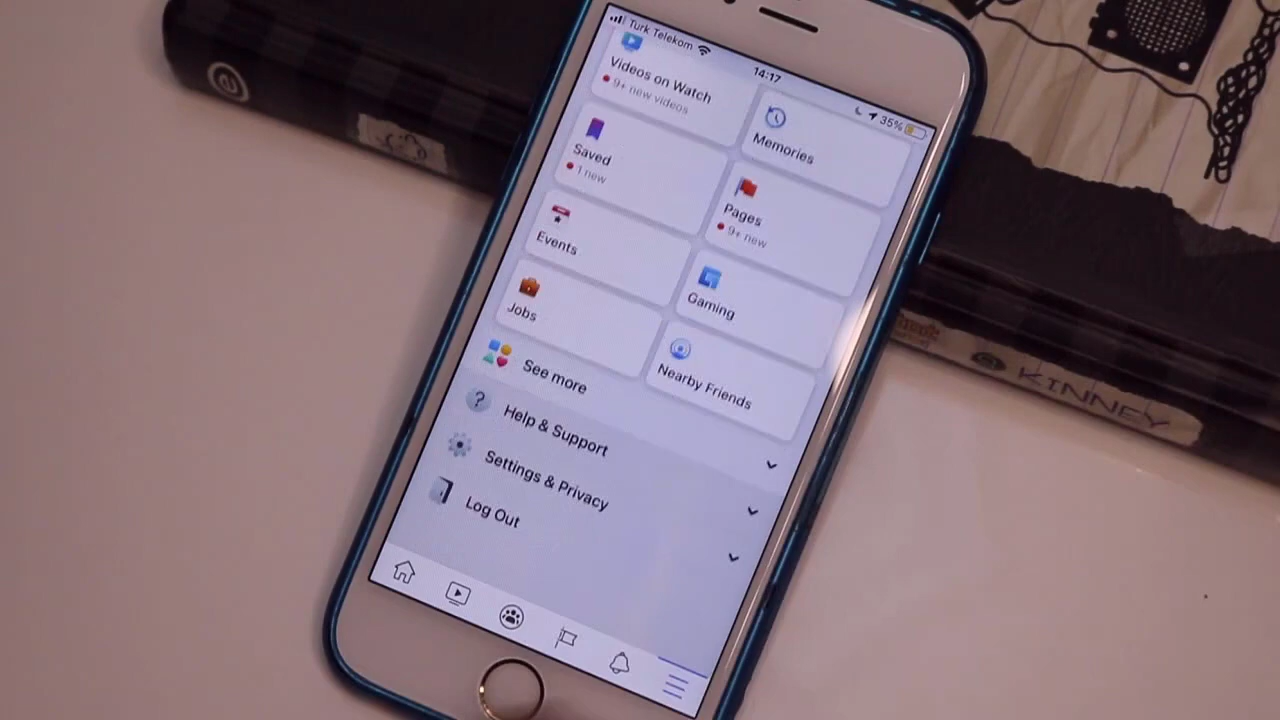 Turk Telekom
14:17
35%
Videos on Watch
9+ new videos
Memories
Saved
1 new
Pages
9+ new
Events
Gaming
Jobs
Nearby Friends
See more
Help & Support
Settings & Privacy
Log Out
KINNEY